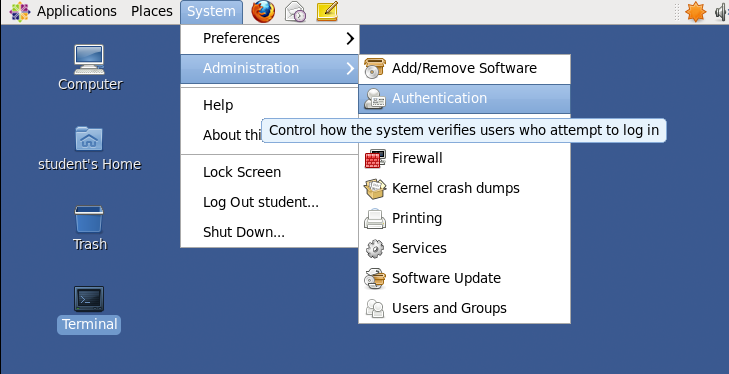 Applications Places System
Preferences
Administration
Help
About thi
Lock Screen
Log Out student...
Shut Down...
Add/Remove Software
Authentication
Control how the system verifies users who attempt to log in
Firewall
Kernel crash dumps
Printing
Services
Software Update
Users and Groups
Computer
student's Home
Trash
Terminal